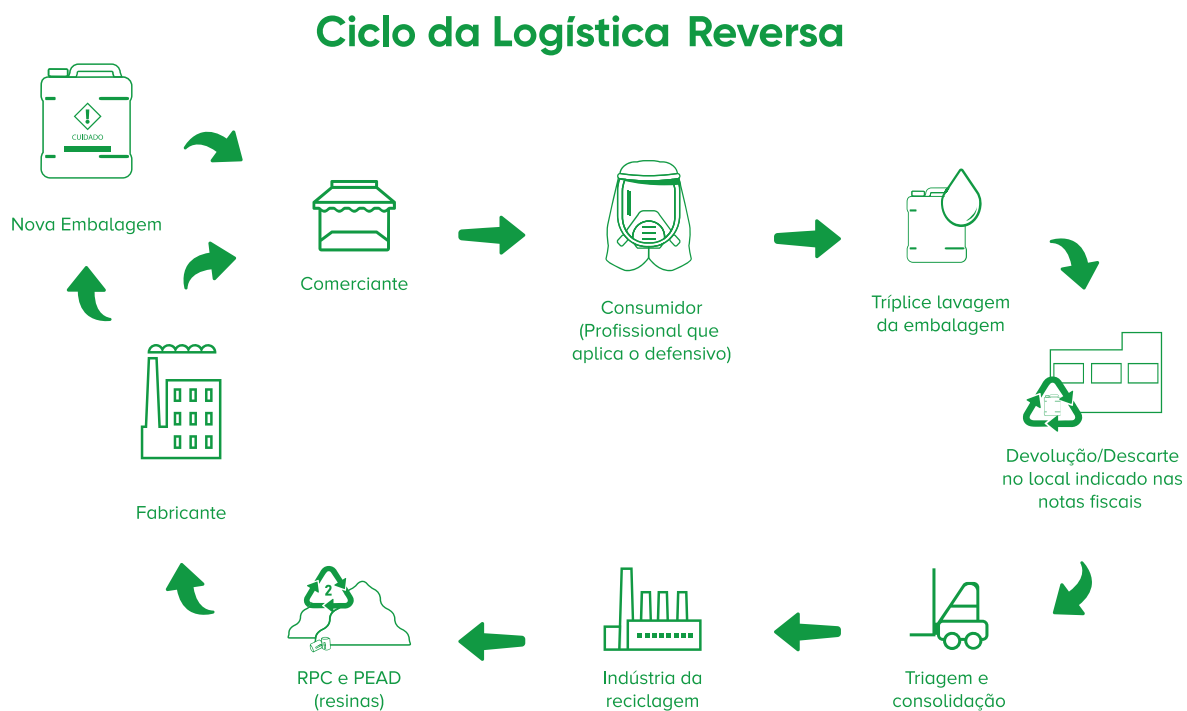 Ciclo da Logística Reversa
CUIDADO
Nova Embalagem
Comerciante
Consumidor
(Profissional que
aplica o defensivo)
Tríplice lavagem
da embalagem
Devolução/Descarte
no local indicado nas
notas fiscais
Triagem e
consolidação
Indústria da
reciclagem
2
RPC e PEAD
(resinas)
Fabricante